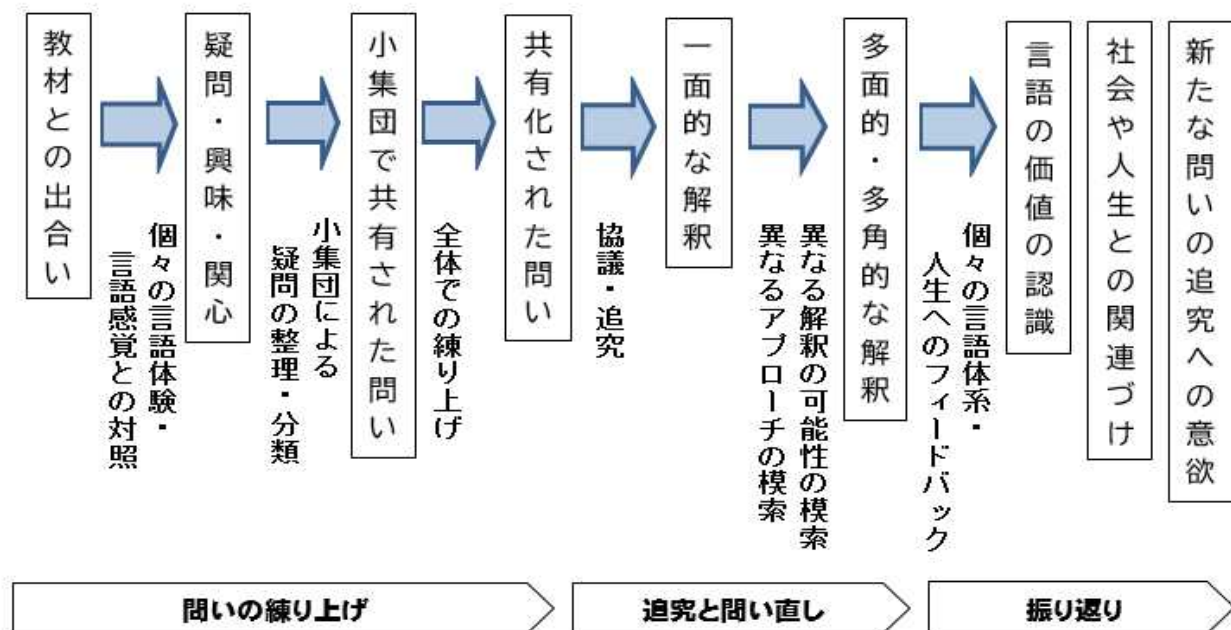 教材との出合い
個々の言語体験・
言語感覚との対照
疑問・興味・関心
小集団による
疑問の整理・分類
小集団で共有された問い
全体での練り上げ
共有化された問い
協議・追究
一面的な解釈
異なる解釈の可能性の模索
異なるアプローチの模索
多面的・多角的な解釈
個々の言語体系・
人生へのフィードバック
言語の価値の認識
社会や人生との関連づけ
新たな問いの追究への意欲
問いの練り上げ
追究と問い直し
振り返り